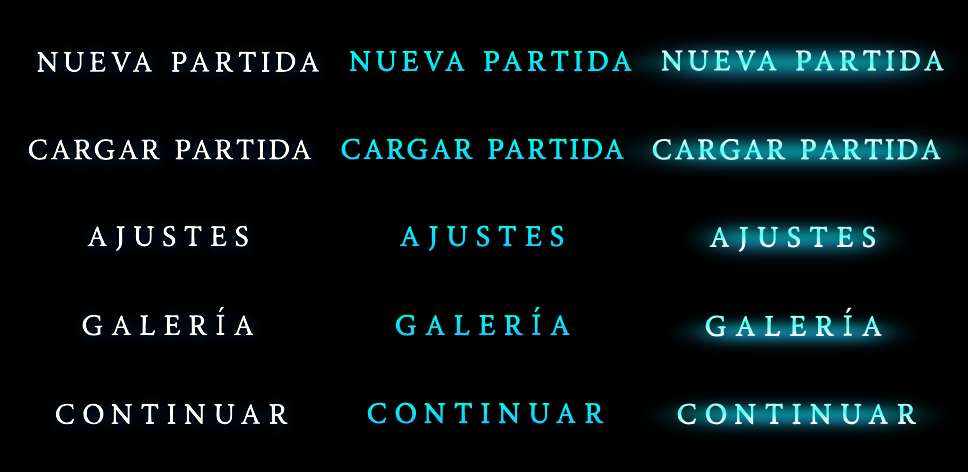 NUEVA PARTIDA NUEVA PARTIDA NUEVA PARTIDA
CARGAR PARTIDA CARGAR PARTIDA CARGAR PARTIDA
AJUSTES AJUSTES AJUSTES
GALERÍA GALERÍA GALERÍA
CONTINUAR CONTINUAR CONTINUAR